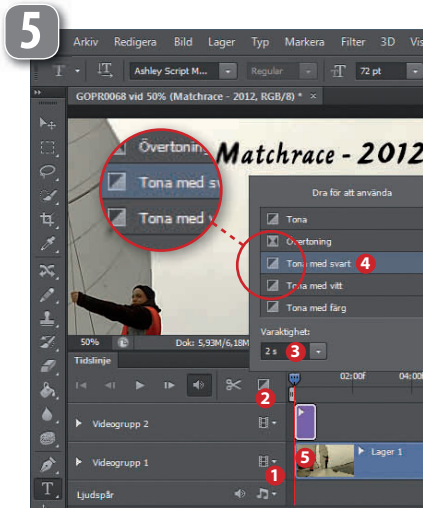 5
Arkiv Redigera Bild Lager Typ Markera Filter 3D Vis
T T Ashley Script M... Regular T 72 pt
GOPR0068 vid 50% (Matchrace - 2012, RGB/8) * ×
Matchrace - 2012
Övertoning
Tona med sv
Tona med v
Dra för att använda
Tona
Övertoning
Tona med svart 4
Tona med vitt
Tona med färg
Varaktighet:
2 s 3
50% Dok: 5,93M/6,18M
Tidslinje
2
02:00f 04:00f
Videogrupp 2
Videogrupp 1
1
5 Lager 1
T
Ljudspår